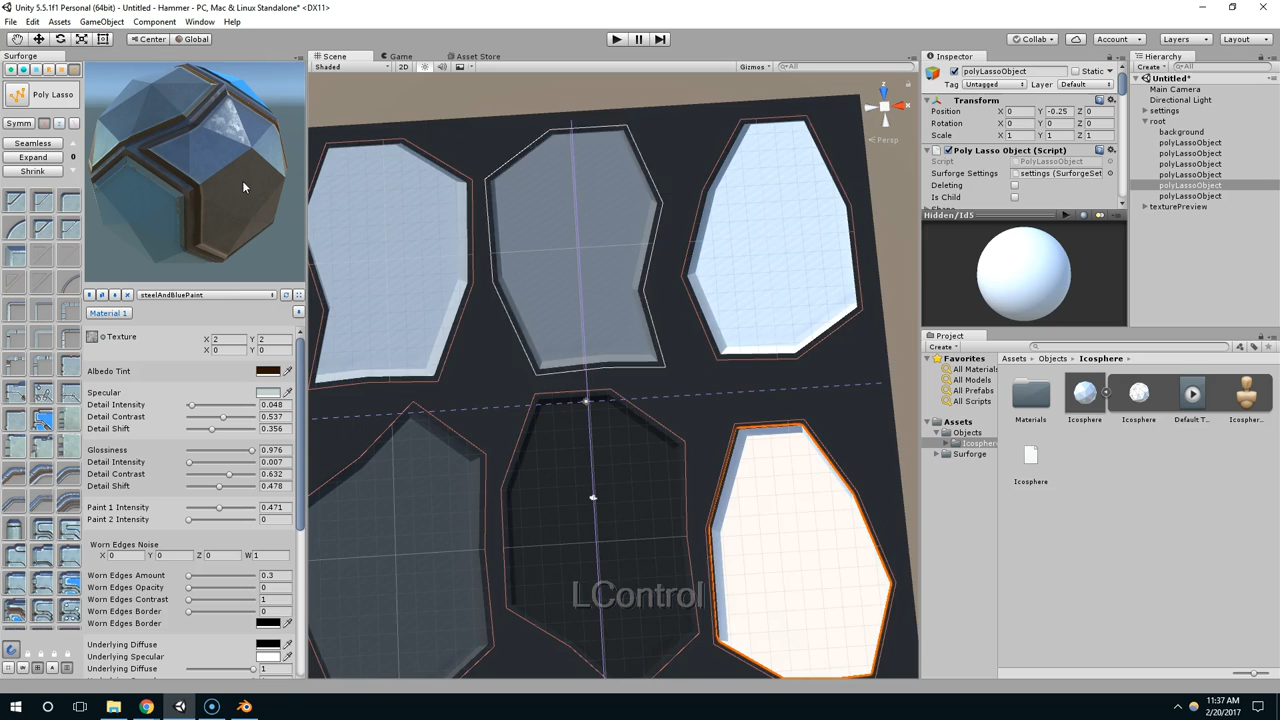 Unity 5.5.1f1 Personal (64bit) - Untitled - Hammer - PC, Mac & Linux Standalone* <DX11>
File Edit Assets GameObject Component Window Help
Center Global
Collab Account Layers Layout
Surforge
Poly Lasso
Symm
Seamless
Expand 0
Shrink
steelAndBluePaint
Material 1
Texture X 2 Y 2
X 0 Y 0
Albedo Tint
Specular
Detail Intensity 0.048
Detail Contrast 0.537
Detail Shift 0.356
Glossiness 0.976
Detail Intensity 0.007
Detail Contrast 0.632
Detail Shift 0.478
Paint 1 Intensity 0.471
Paint 2 Intensity 0
Worn Edges Noise
X 0 Y 0 Z 0 W 1
Worn Edges Amount 0.3
Worn Edges Opacity 0
Worn Edges Contrast 1
Worn Edges Border 0
Worn Edges Border
Underlying Diffuse
Underlying Specular
Underlying Diffuse 1
Scene Game Asset Store
Shaded 2D Gizmos All
z
Persp
LControl
Inspector
polyLassoObject Static
Tag Untagged Layer Default
Transform
Position X 0 Y -0.25 Z 0
Rotation X 0 Y 0 Z 0
Scale X 1 Y 1 Z 1
Poly Lasso Object (Script)
Script PolyLassoObject
Surforge Settings settings (SurforgeSet
Deleting
Is Child
Hidden/Id5
Hierarchy
Create All
Untitled*
Main Camera
Directional Light
settings
root
background
polyLassoObject
polyLassoObject
polyLassoObject
polyLassoObject
polyLassoObject
polyLassoObject
texturePreview
Project
Create
Favorites
All Materials
All Models
All Prefabs
All Scripts
Assets
Objects
Icosphere
Surforge
Assets Objects Icosphere
Materials Icosphere Icosphere Default T... Icospher...
Icosphere
11:37 AM
2/20/2017